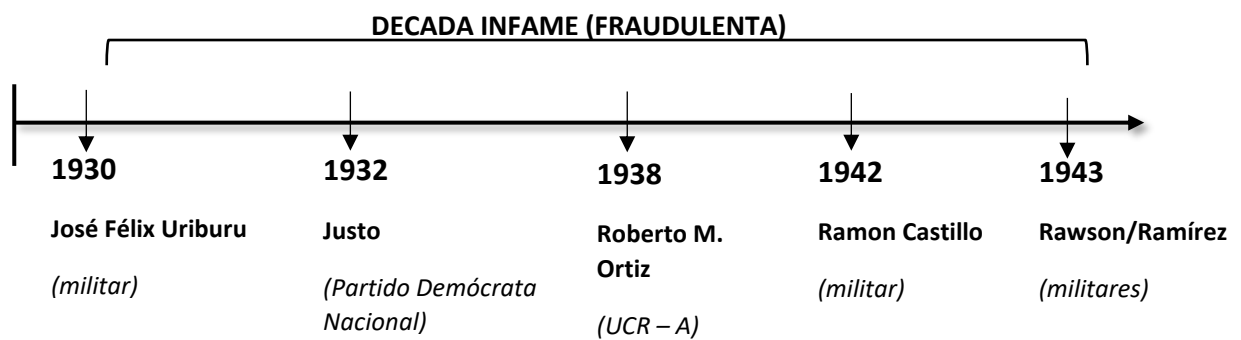 DECADA INFAME (FRAUDULENTA)
1930
José Félix Uriburu
(militar)
1932
Justo
(Partido Demócrata
Nacional)
1938
Roberto M.
Ortiz
(UCR – A)
1942
Ramon Castillo
(militar)
1943
Rawson/Ramírez
(militares)